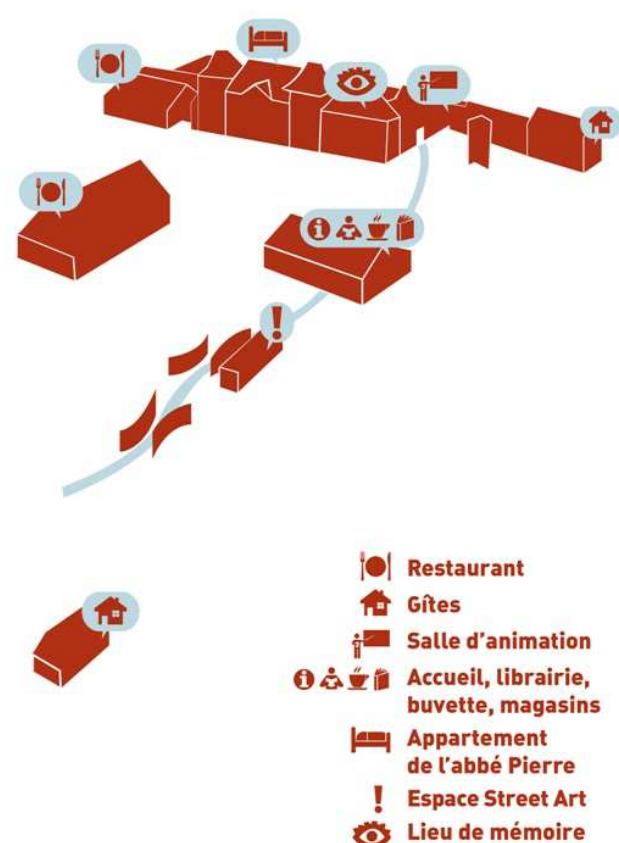 Restaurant
Gîtes
Salle d'animation
Accueil, librairie,
buvette, magasins
Appartement
de l'abbé Pierre
Espace Street Art
Lieu de mémoire